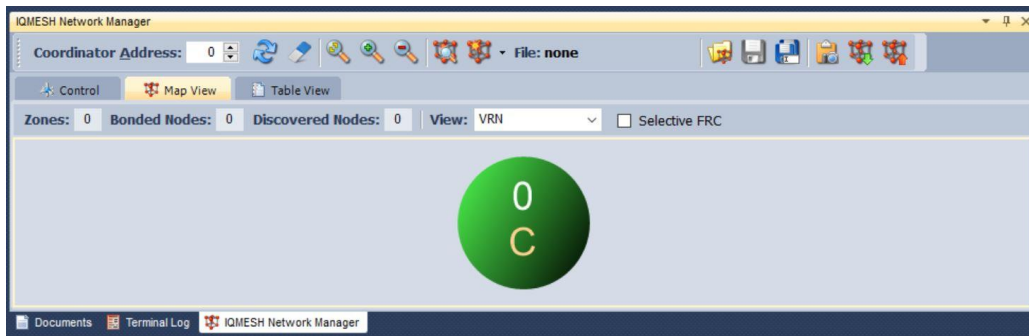 IQMESH Network Manager
Coordinator Address: 0 File: none
Control Map View Table View
Zones: 0 Bonded Nodes: 0 Discovered Nodes: 0 View: VRN Selective FRC
0
C
Documents Terminal Log IQMESH Network Manager